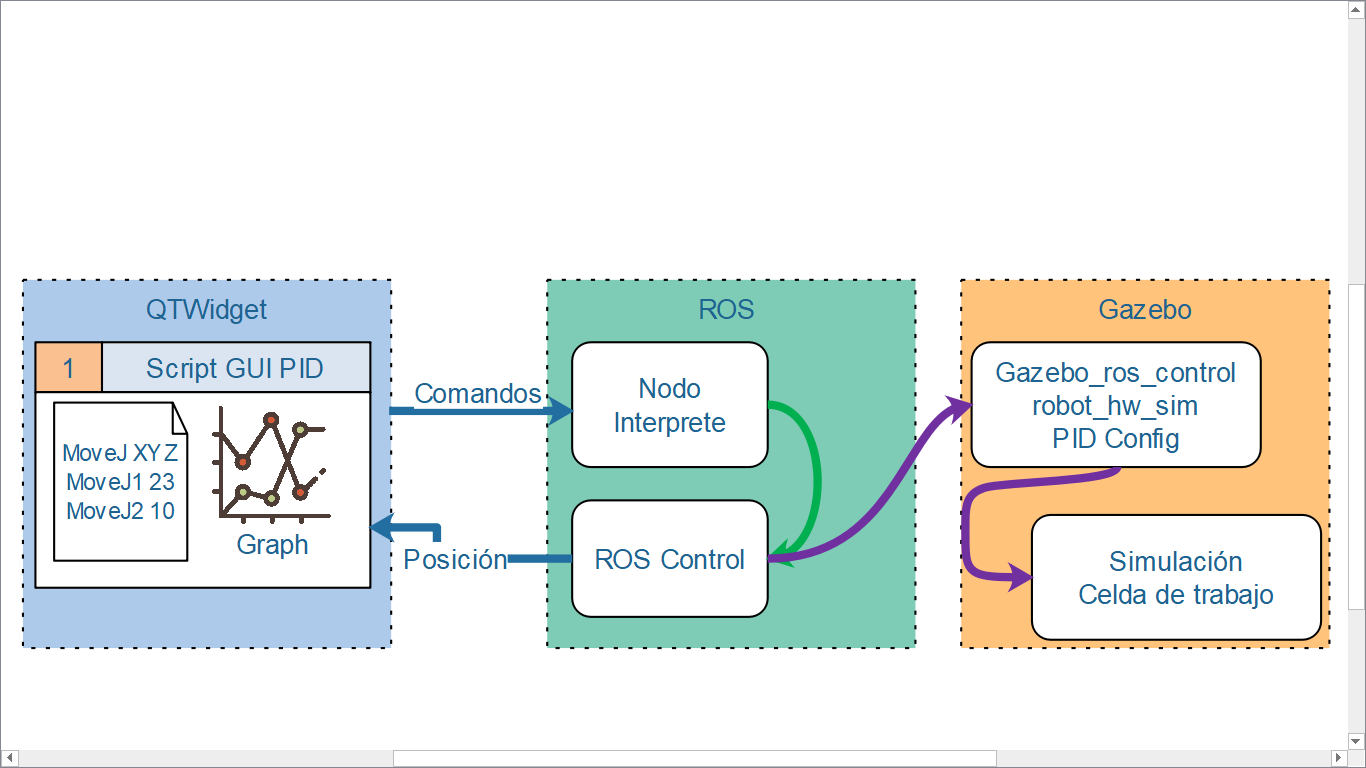 QTWidget
1
Script GUI PID
MoveJ XYZ
MoveJ1 23
MoveJ2 10
Graph
Comandos
Posición
ROS
Nodo
Interprete
ROS Control
Gazebo
Gazebo_ros_control
robot_hw_sim
PID Config
Simulación
Celda de trabajo